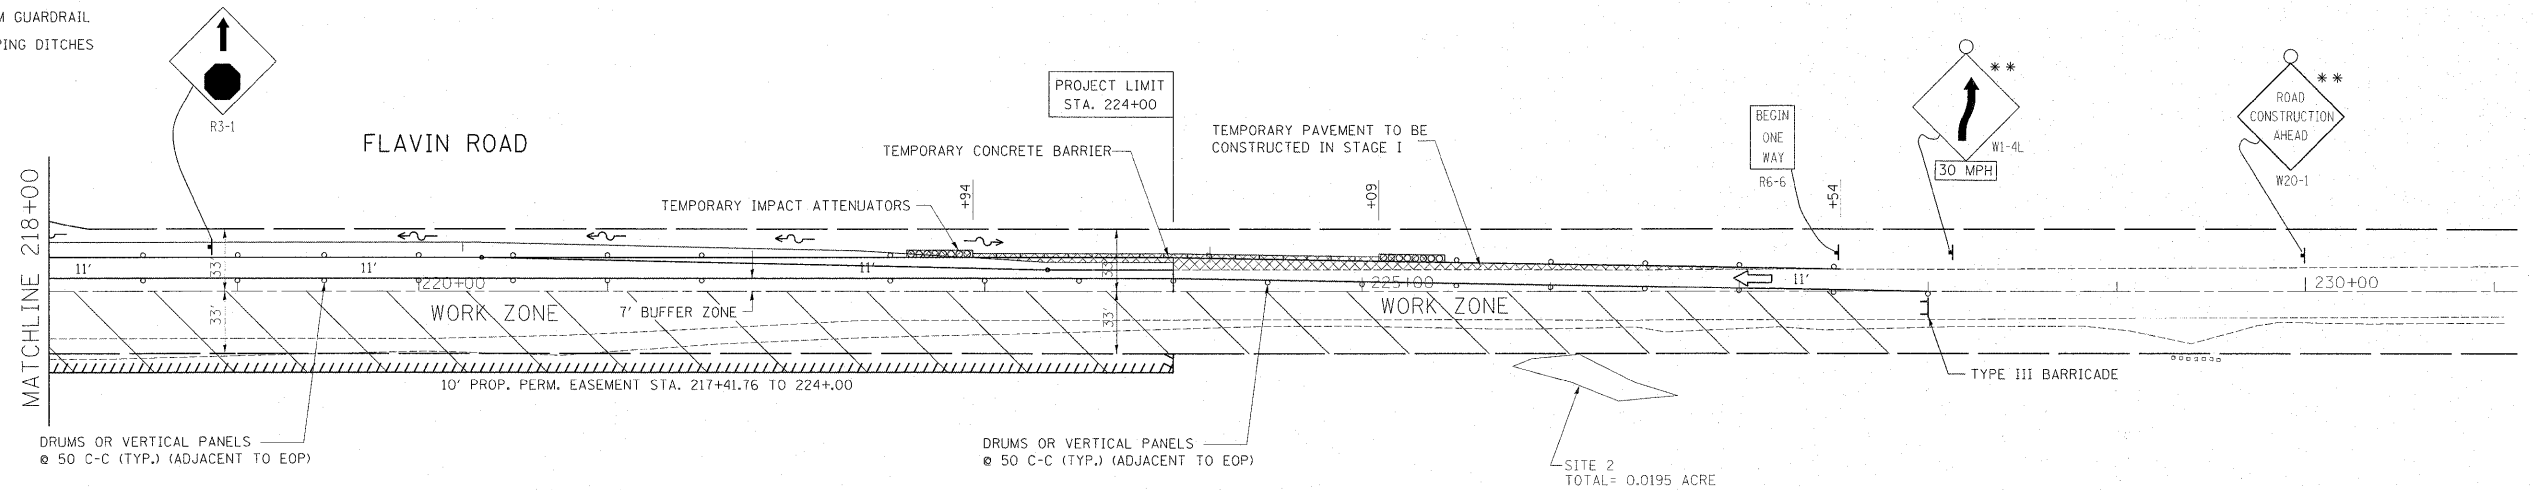 M GUARDRAIL
PING DITCHES
R3-1
FLAVIN ROAD
PROJECT LIMIT
STA. 224+00
TEMPORARY CONCRETE BARRIER
TEMPORARY PAVEMENT TO BE
CONSTRUCTED IN STAGE I
BEGIN
ONE
WAY
R6-6
**
W1-4L
30 MPH
**
ROAD
CONSTRUCTION
AHEAD
W20-1
TEMPORARY IMPACT ATTENUATORS
+94
+09
+54
MATCHLINE 218+00
11'
33'
11'
220+00
11'
33'
225+00
11'
230+00
33'
WORK ZONE
7' BUFFER ZONE
33'
WORK ZONE
10' PROP. PERM. EASEMENT STA. 217+41.76 TO 224+.00
TYPE III BARRICADE
DRUMS OR VERTICAL PANELS
@ 50 C-C (TYP.) (ADJACENT TO EOP)
DRUMS OR VERTICAL PANELS
@ 50 C-C (TYP.) (ADJACENT TO EOP)
SITE 2
TOTAL= 0.0195 ACRE